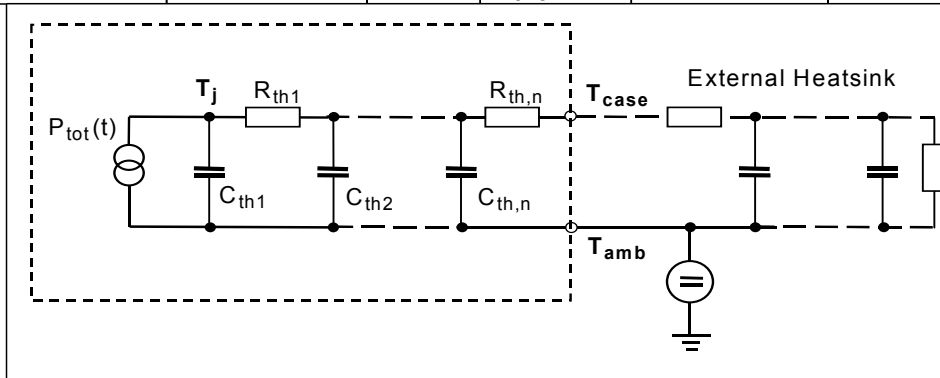 External Heatsink
T_j R_th1 R_th,n T_case
P_tot(t)
C_th1 C_th2 C_th,n
T_amb